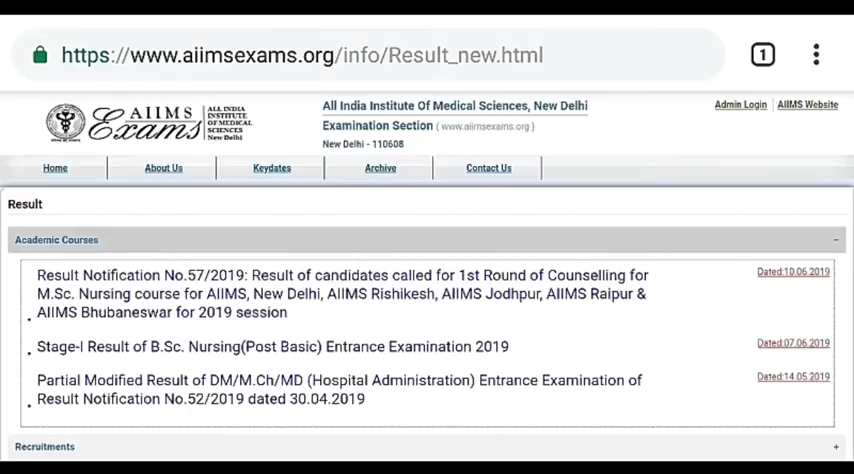 https://www.aiimsexams.org/info/Result_new.html
1
AIIMS
Exams
ALL INDIA
INSTITUTE
OF MEDICAL
SCIENCES
New Delhi
All India Institute Of Medical Sciences, New Delhi
Examination Section ( www.aiimsexams.org )
New Delhi - 110608
Admin Login | AIIMS Website
Home
About Us
Keydates
Archive
Contact Us
Result
Academic Courses
−
Result Notification No.57/2019: Result of candidates called for 1st Round of Counselling for
M.Sc. Nursing course for AIIMS, New Delhi, AIIMS Rishikesh, AIIMS Jodhpur, AIIMS Raipur &
AIIMS Bhubaneswar for 2019 session
Dated:10.06.2019
Stage-I Result of B.Sc. Nursing(Post Basic) Entrance Examination 2019
Dated:07.06.2019
Partial Modified Result of DM/M.Ch/MD (Hospital Administration) Entrance Examination of
Result Notification No.52/2019 dated 30.04.2019
Dated:14.05.2019
Recruitments
+